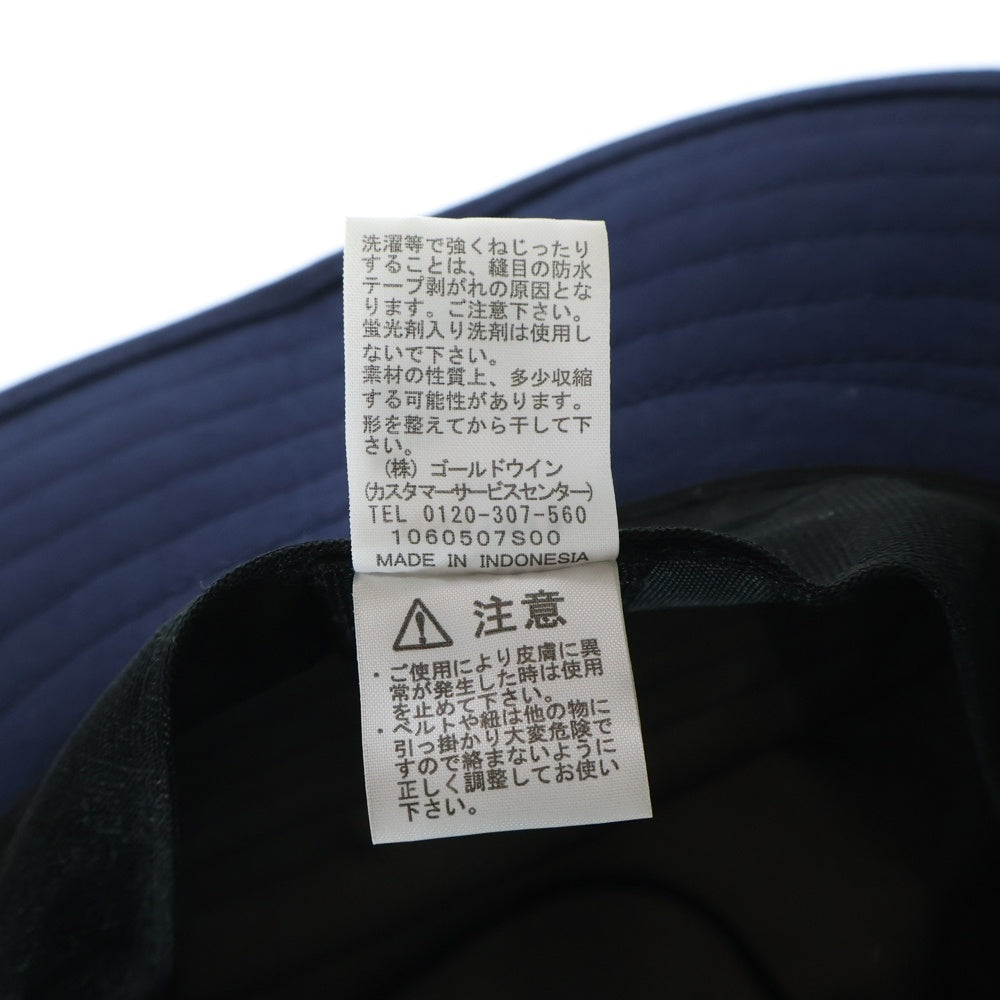 洗濯等で強くねじったり
することは、縫目の防水
テープ剥がれの原因とな
ります。ご注意下さい。
蛍光剤入り洗剤は使用し
ないで下さい。
素材の性質上、多少収縮
する可能性があります。
形を整えてから干して下
さい。
(株) ゴールドウイン
(カスタマーサービスセンター)
TEL 0120-307-560
1060507S00
MADE IN INDONESIA
注意
・ご使用により皮膚に異
常が発生した時は使用
を止めて下さい。
・ベルトや紐は他の物に
引っ掛かり大変危険で
すので絡まないように
正しく調整してお使い
下さい。